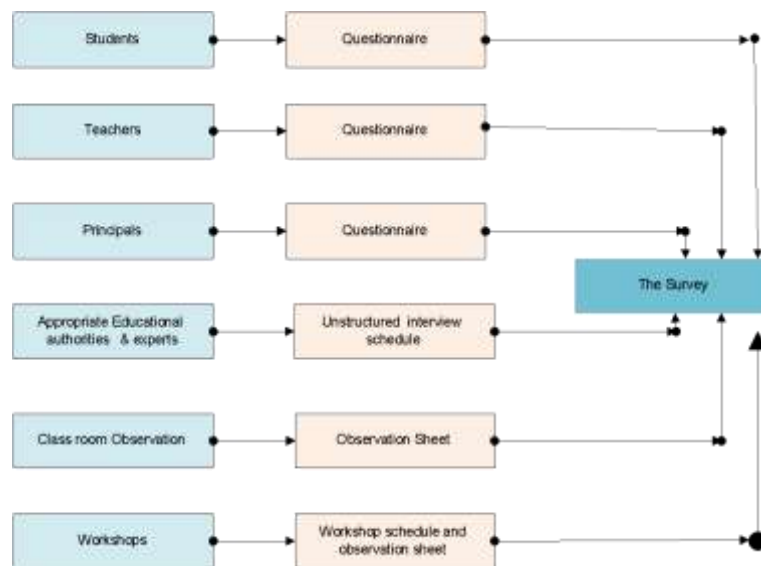 Students
Questionnaire
Teachers
Questionnaire
Principals
Questionnaire
The Survey
Appropriate Educational
authorities & experts
Unstructured interview
schedule
Class room Observation
Observation Sheet
Workshops
Workshop schedule and
observation sheet